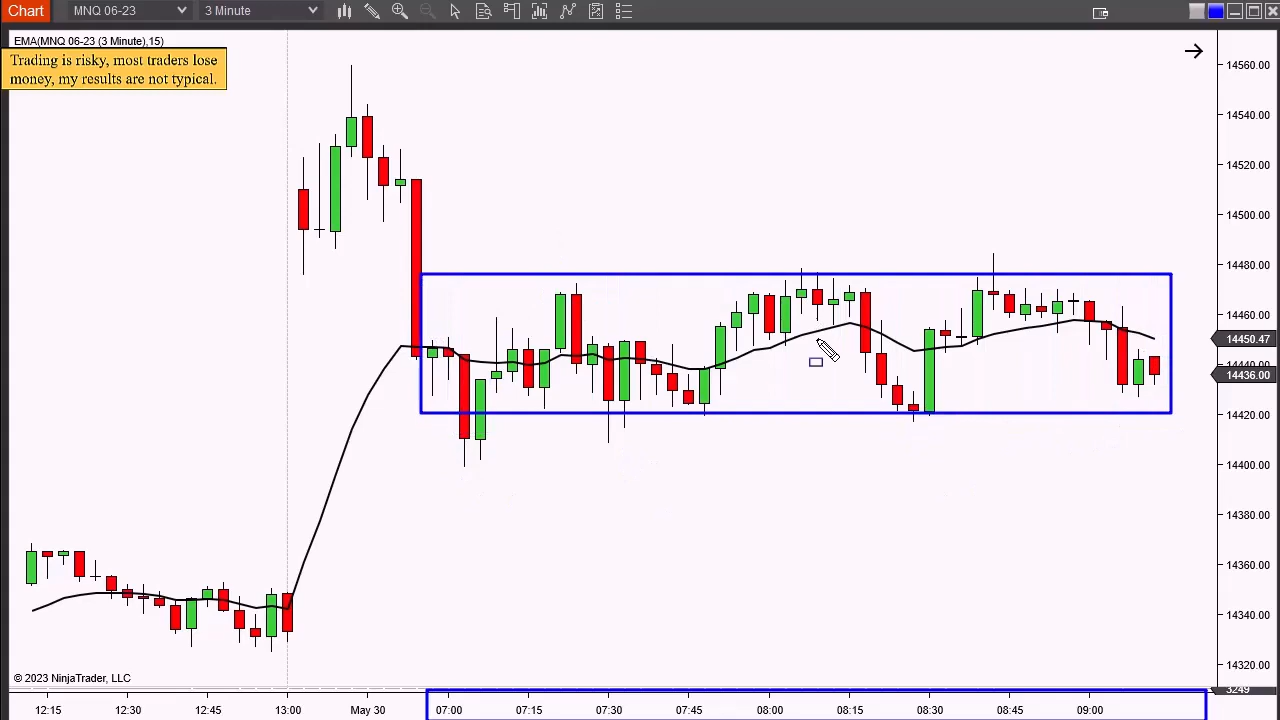 Chart MNQ 06-23 3 Minute
EMA(MNQ 06-23 (3 Minute),15)
Trading is risky, most traders lose
money, my results are not typical.
14560.00
14540.00
14520.00
14500.00
14480.00
14460.00
14450.47
14440.00
14436.00
14420.00
14400.00
14380.00
14360.00
14340.00
14320.00
© 2023 NinjaTrader, LLC
3249
12:15 12:30 12:45 13:00 May 30 07:00 07:15 07:30 07:45 08:00 08:15 08:30 08:45 09:00